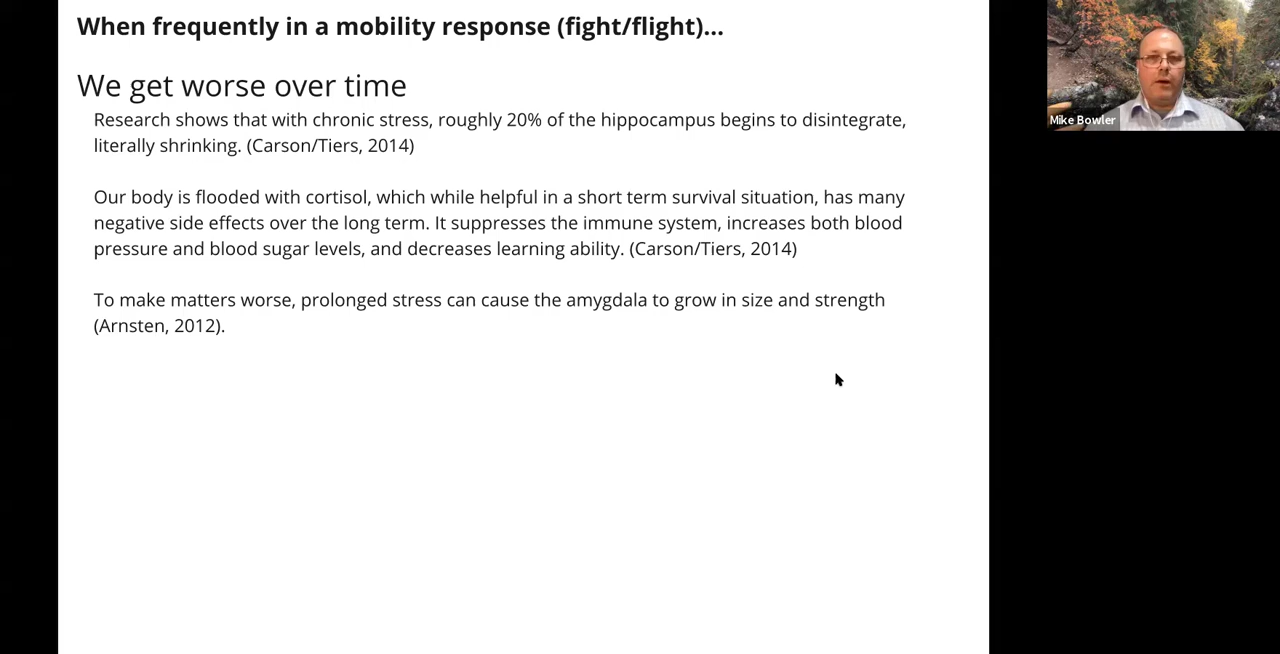 When frequently in a mobility response (fight/flight)...
We get worse over time
Research shows that with chronic stress, roughly 20% of the hippocampus begins to disintegrate,
literally shrinking. (Carson/Tiers, 2014)
Our body is flooded with cortisol, which while helpful in a short term survival situation, has many
negative side effects over the long term. It suppresses the immune system, increases both blood
pressure and blood sugar levels, and decreases learning ability. (Carson/Tiers, 2014)
To make matters worse, prolonged stress can cause the amygdala to grow in size and strength
(Arnsten, 2012).
Mike Bowler